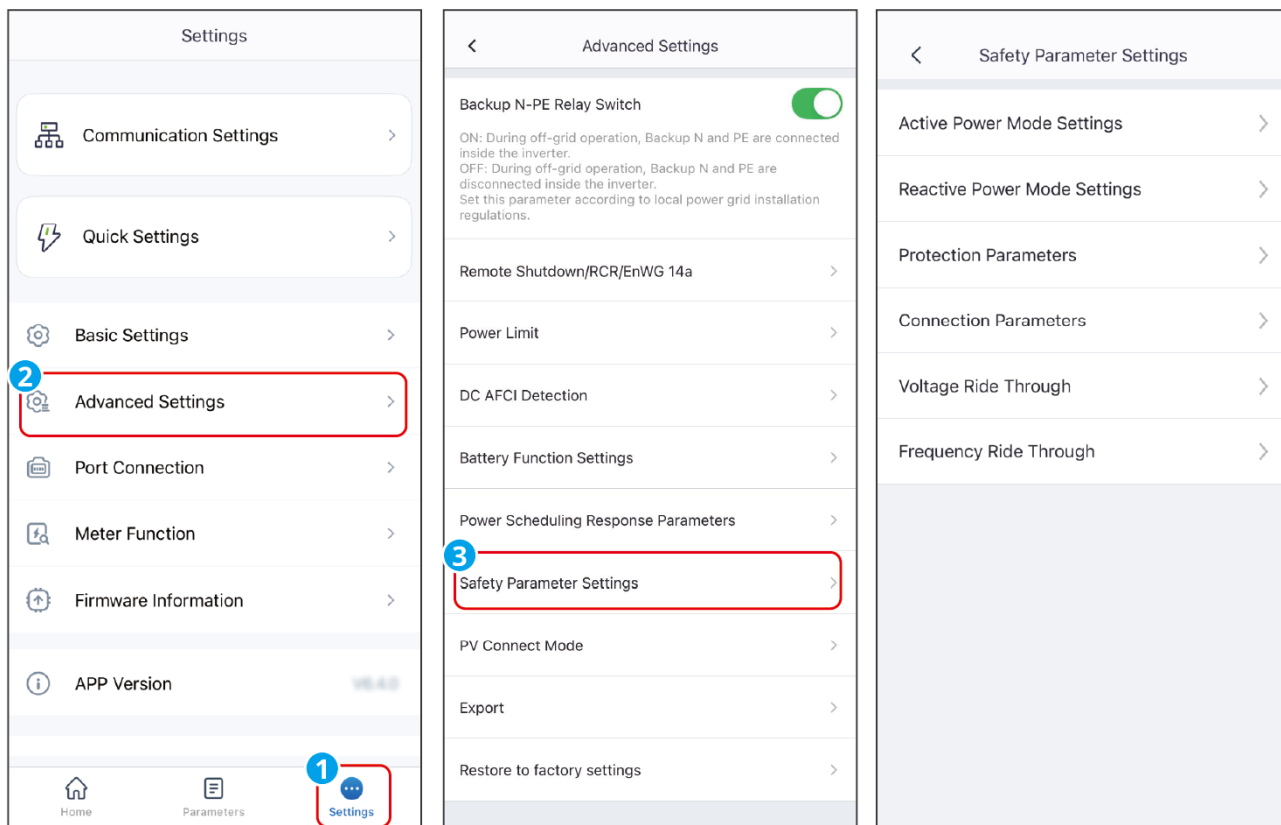 Settings
Communication Settings
Quick Settings
Basic Settings
2
Advanced Settings
Port Connection
Meter Function
Firmware Information
APP Version
1
Home
Parameters
Settings
Advanced Settings
Backup N-PE Relay Switch
ON: During off-grid operation, Backup N and PE are connected
inside the inverter.
OFF: During off-grid operation, Backup N and PE are
disconnected inside the inverter.
Set this parameter according to local power grid installation
regulations.
Remote Shutdown/RCR/EnWG 14a
Power Limit
DC AFCI Detection
Battery Function Settings
Power Scheduling Response Parameters
3
Safety Parameter Settings
PV Connect Mode
Export
Restore to factory settings
Safety Parameter Settings
Active Power Mode Settings
Reactive Power Mode Settings
Protection Parameters
Connection Parameters
Voltage Ride Through
Frequency Ride Through